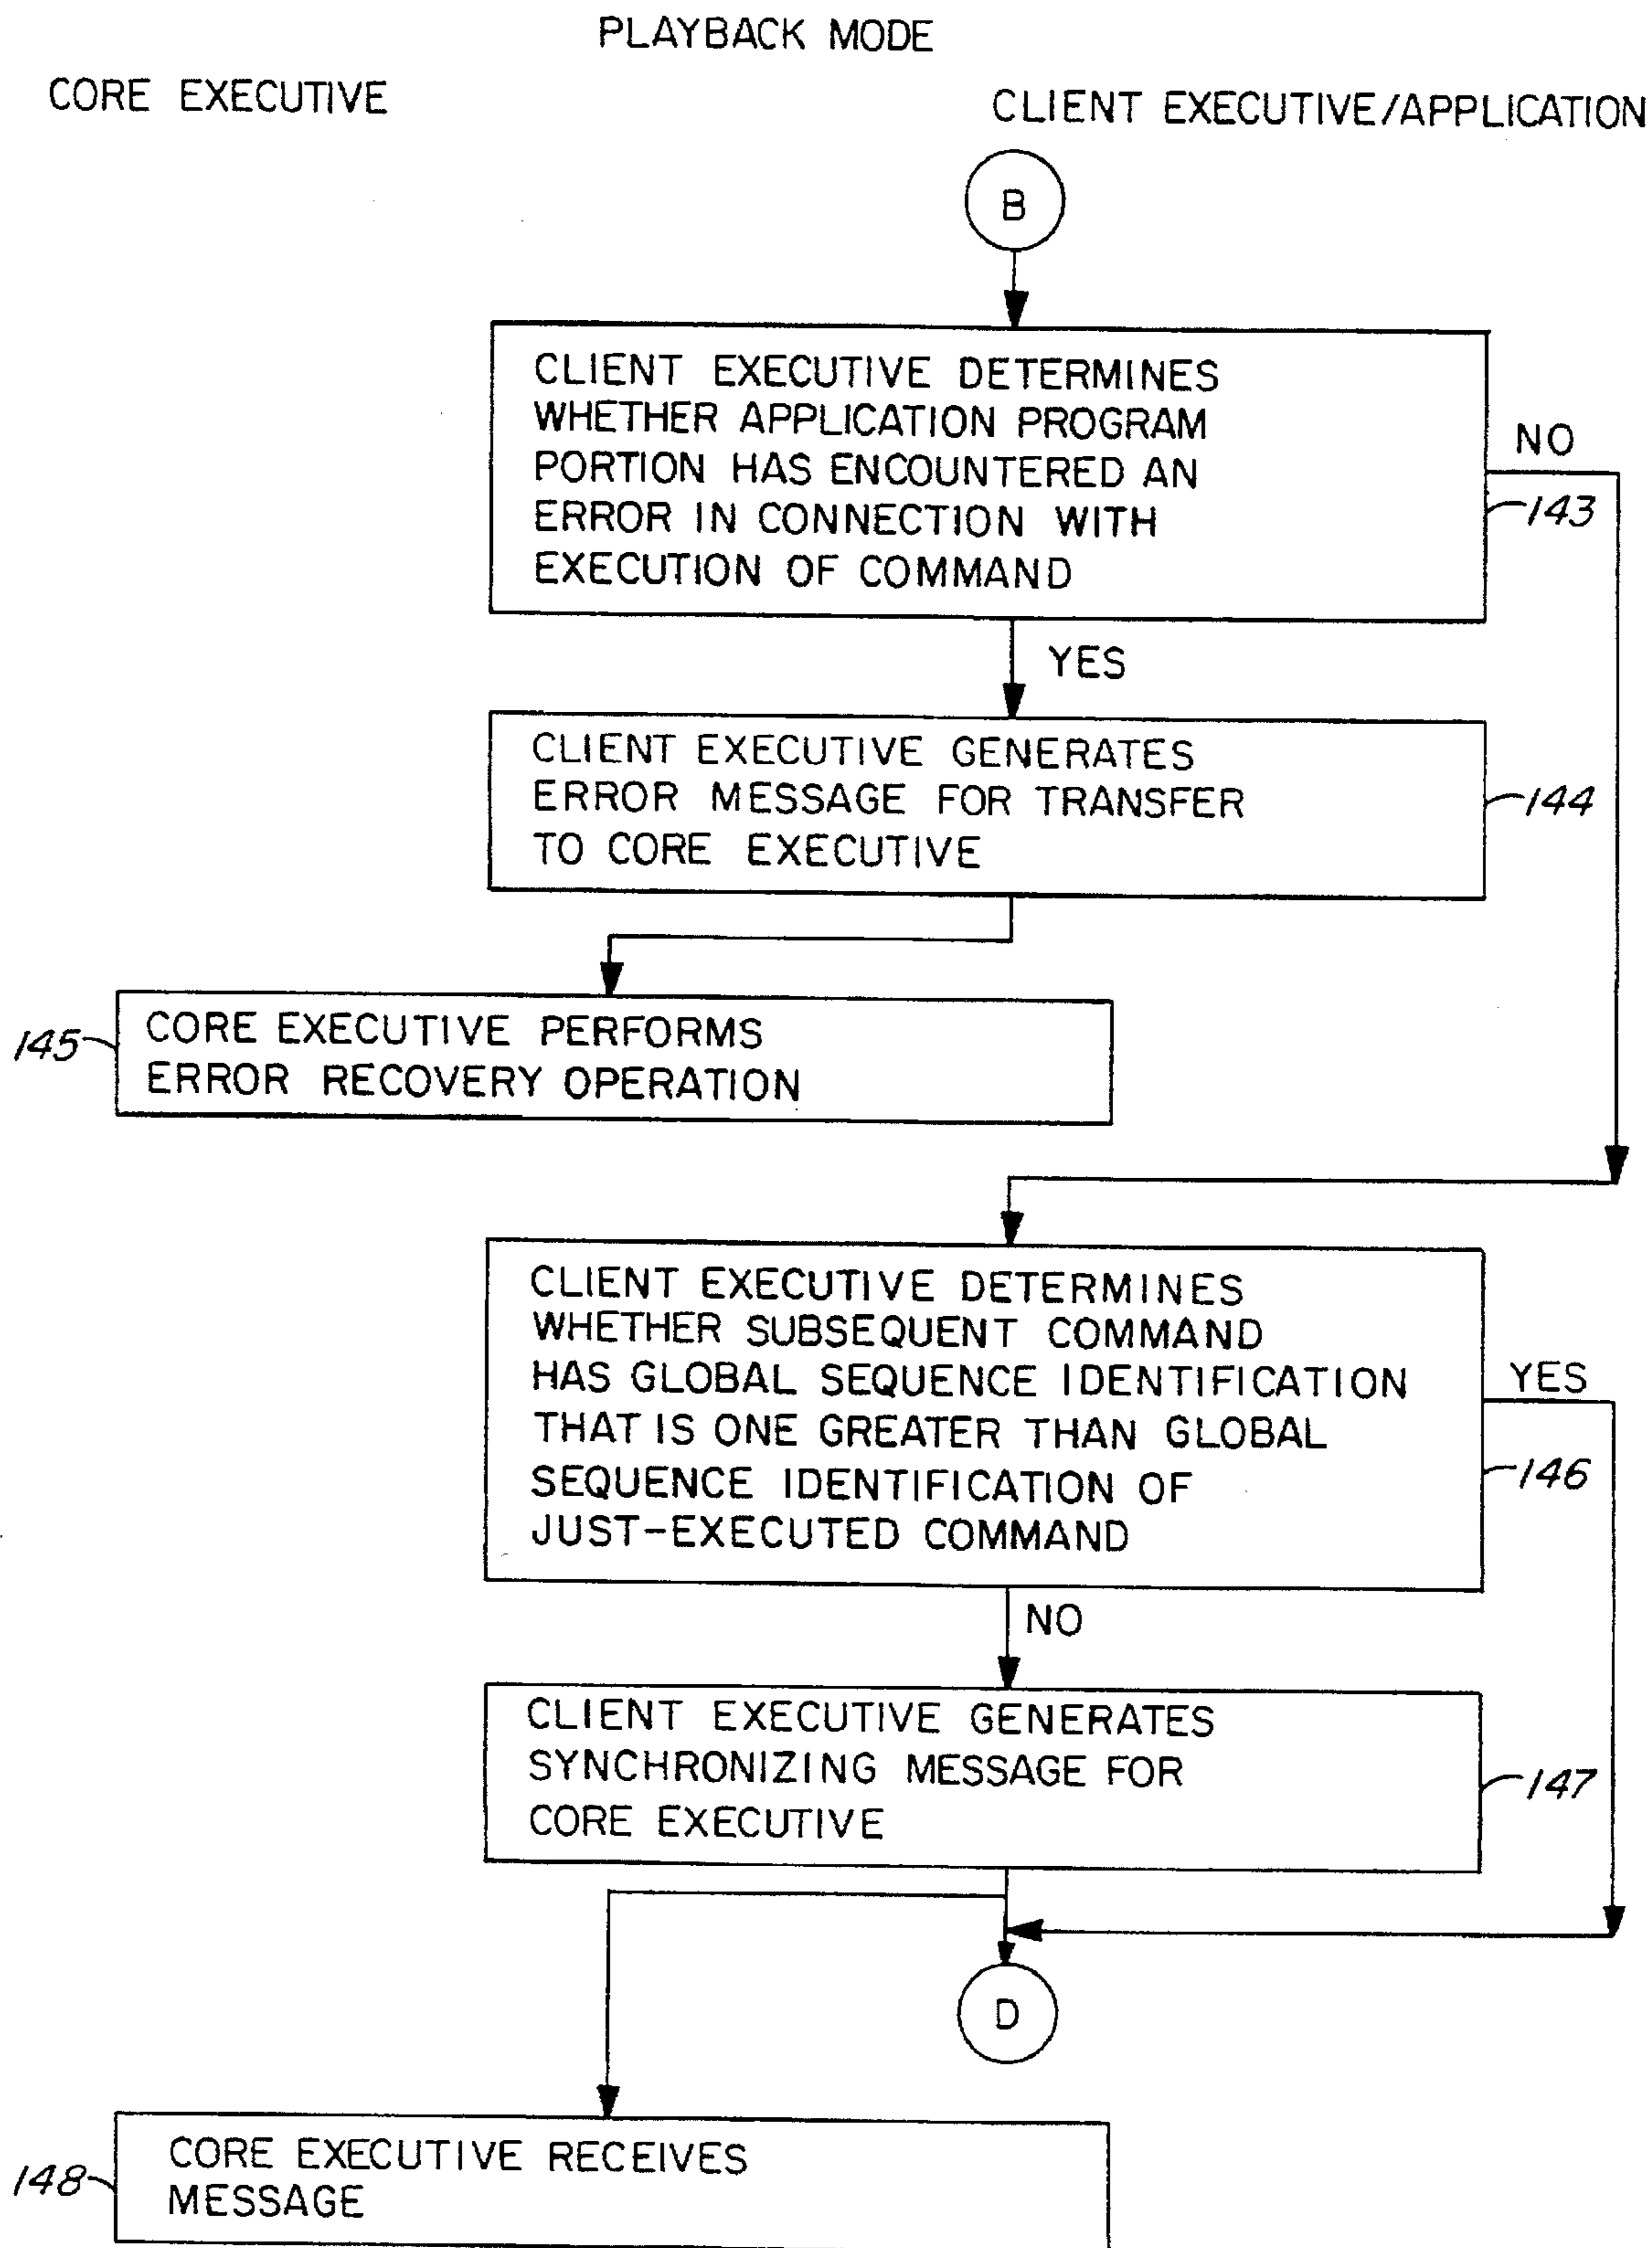 PLAYBACK MODE
CORE EXECUTIVE
CLIENT EXECUTIVE/APPLICATION
B
CLIENT EXECUTIVE DETERMINES
WHETHER APPLICATION PROGRAM
PORTION HAS ENCOUNTERED AN
ERROR IN CONNECTION WITH
EXECUTION OF COMMAND
NO
143
YES
CLIENT EXECUTIVE GENERATES
ERROR MESSAGE FOR TRANSFER
TO CORE EXECUTIVE
144
145
CORE EXECUTIVE PERFORMS
ERROR RECOVERY OPERATION
CLIENT EXECUTIVE DETERMINES
WHETHER SUBSEQUENT COMMAND
HAS GLOBAL SEQUENCE IDENTIFICATION
THAT IS ONE GREATER THAN GLOBAL
SEQUENCE IDENTIFICATION OF
JUST-EXECUTED COMMAND
YES
146
NO
CLIENT EXECUTIVE GENERATES
SYNCHRONIZING MESSAGE FOR
CORE EXECUTIVE
147
D
148
CORE EXECUTIVE RECEIVES
MESSAGE